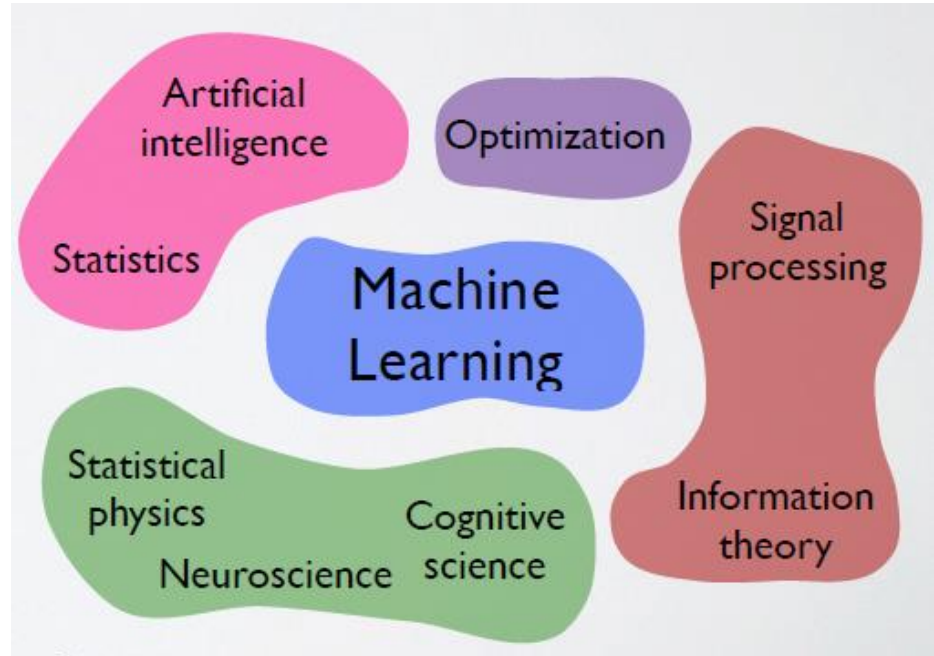 Artificial
intelligence
Statistics
Optimization
Signal
processing
Machine
Learning
Statistical
physics
Neuroscience
Cognitive
science
Information
theory